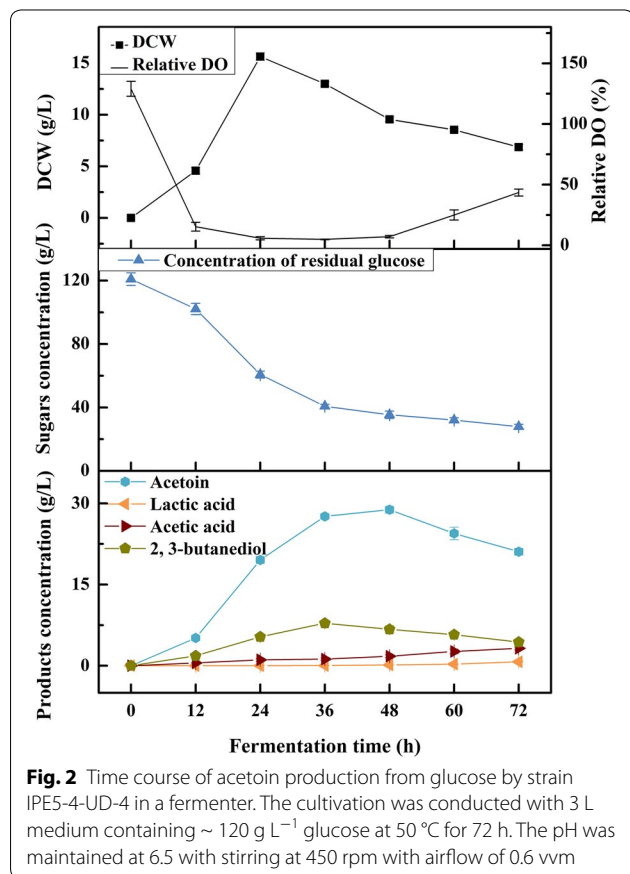 DCW
Relative DO
15
10
5
0
DCW (g/L)
150
100
50
0
Relative DO (%)
Concentration of residual glucose
120
80
40
0
Sugars concentration (g/L)
Acetoin
Lactic acid
Acetic acid
2, 3-butanediol
30
15
0
Products concentration (g/L)
0 12 24 36 48 60 72
Fermentation time (h)
Fig. 2 Time course of acetoin production from glucose by strain
IPE5-4-UD-4 in a fermenter. The cultivation was conducted with 3 L
medium containing ~ 120 g L⁻¹ glucose at 50 °C for 72 h. The pH was
maintained at 6.5 with stirring at 450 rpm with airflow of 0.6 vvm